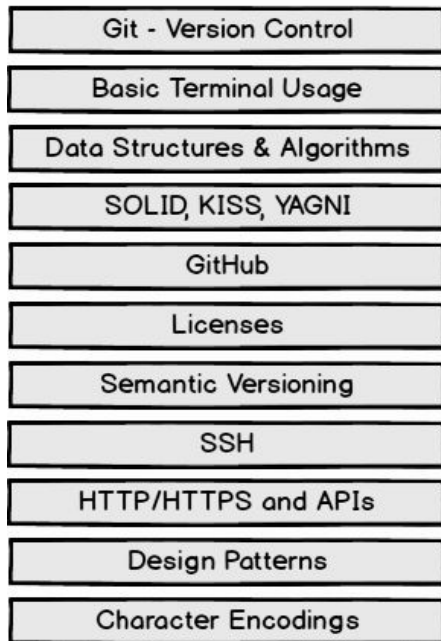 Git - Version Control
Basic Terminal Usage
Data Structures & Algorithms
SOLID, KISS, YAGNI
GitHub
Licenses
Semantic Versioning
SSH
HTTP/HTTPS and APIs
Design Patterns
Character Encodings